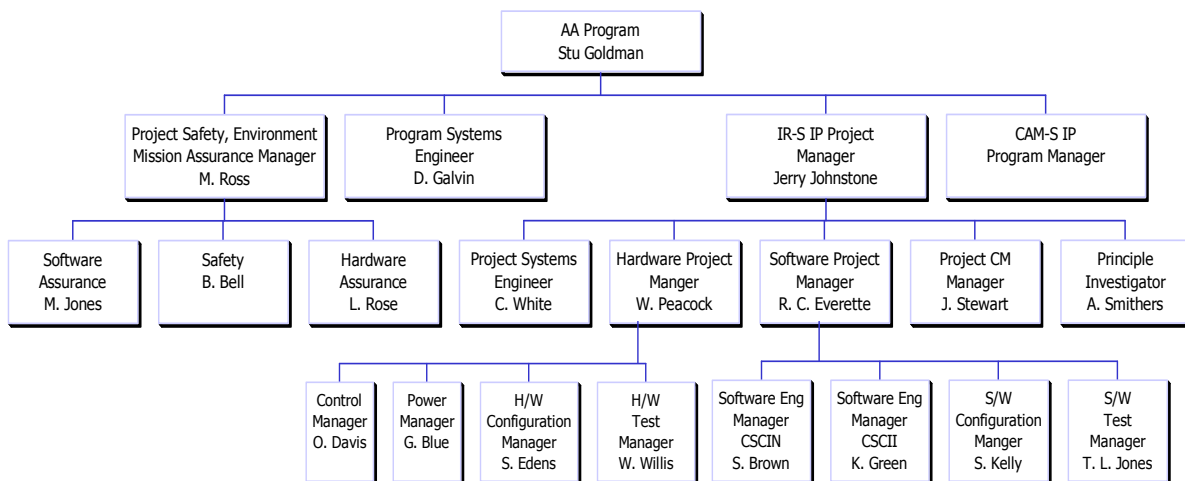 AA Program
Stu Goldman
Project Safety, Environment
Mission Assurance Manager
M. Ross
Program Systems
Engineer
D. Galvin
IR-S IP Project
Manager
Jerry Johnstone
CAM-S IP
Program Manager
Software
Assurance
M. Jones
Safety
B. Bell
Hardware
Assurance
L. Rose
Project Systems
Engineer
C. White
Hardware Project
Manger
W. Peacock
Software Project
Manager
R. C. Everette
Project CM
Manager
J. Stewart
Principle
Investigator
A. Smithers
Control
Manager
O. Davis
Power
Manager
G. Blue
H/W
Configuration
Manager
S. Edens
H/W
Test
Manager
W. Willis
Software Eng
Manager
CSCIN
S. Brown
Software Eng
Manager
CSCII
K. Green
S/W
Configuration
Manger
S. Kelly
S/W
Test
Manager
T. L. Jones